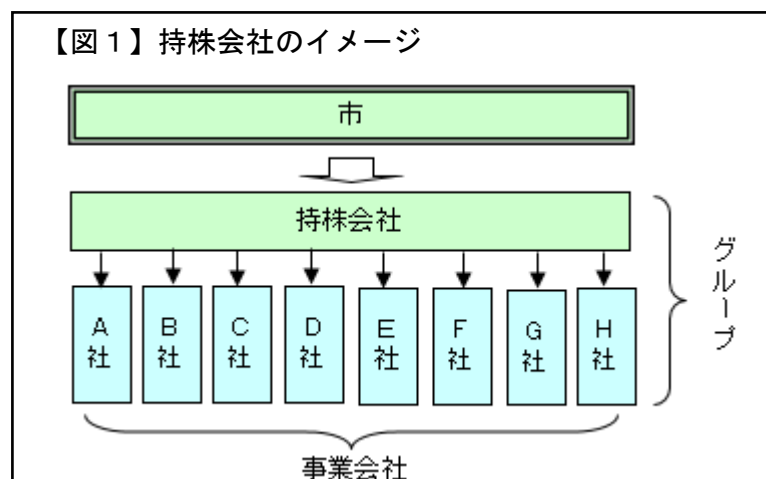 【図１】持株会社のイメージ
市
持株会社
グループ
A社
B社
C社
D社
E社
F社
G社
H社
事業会社